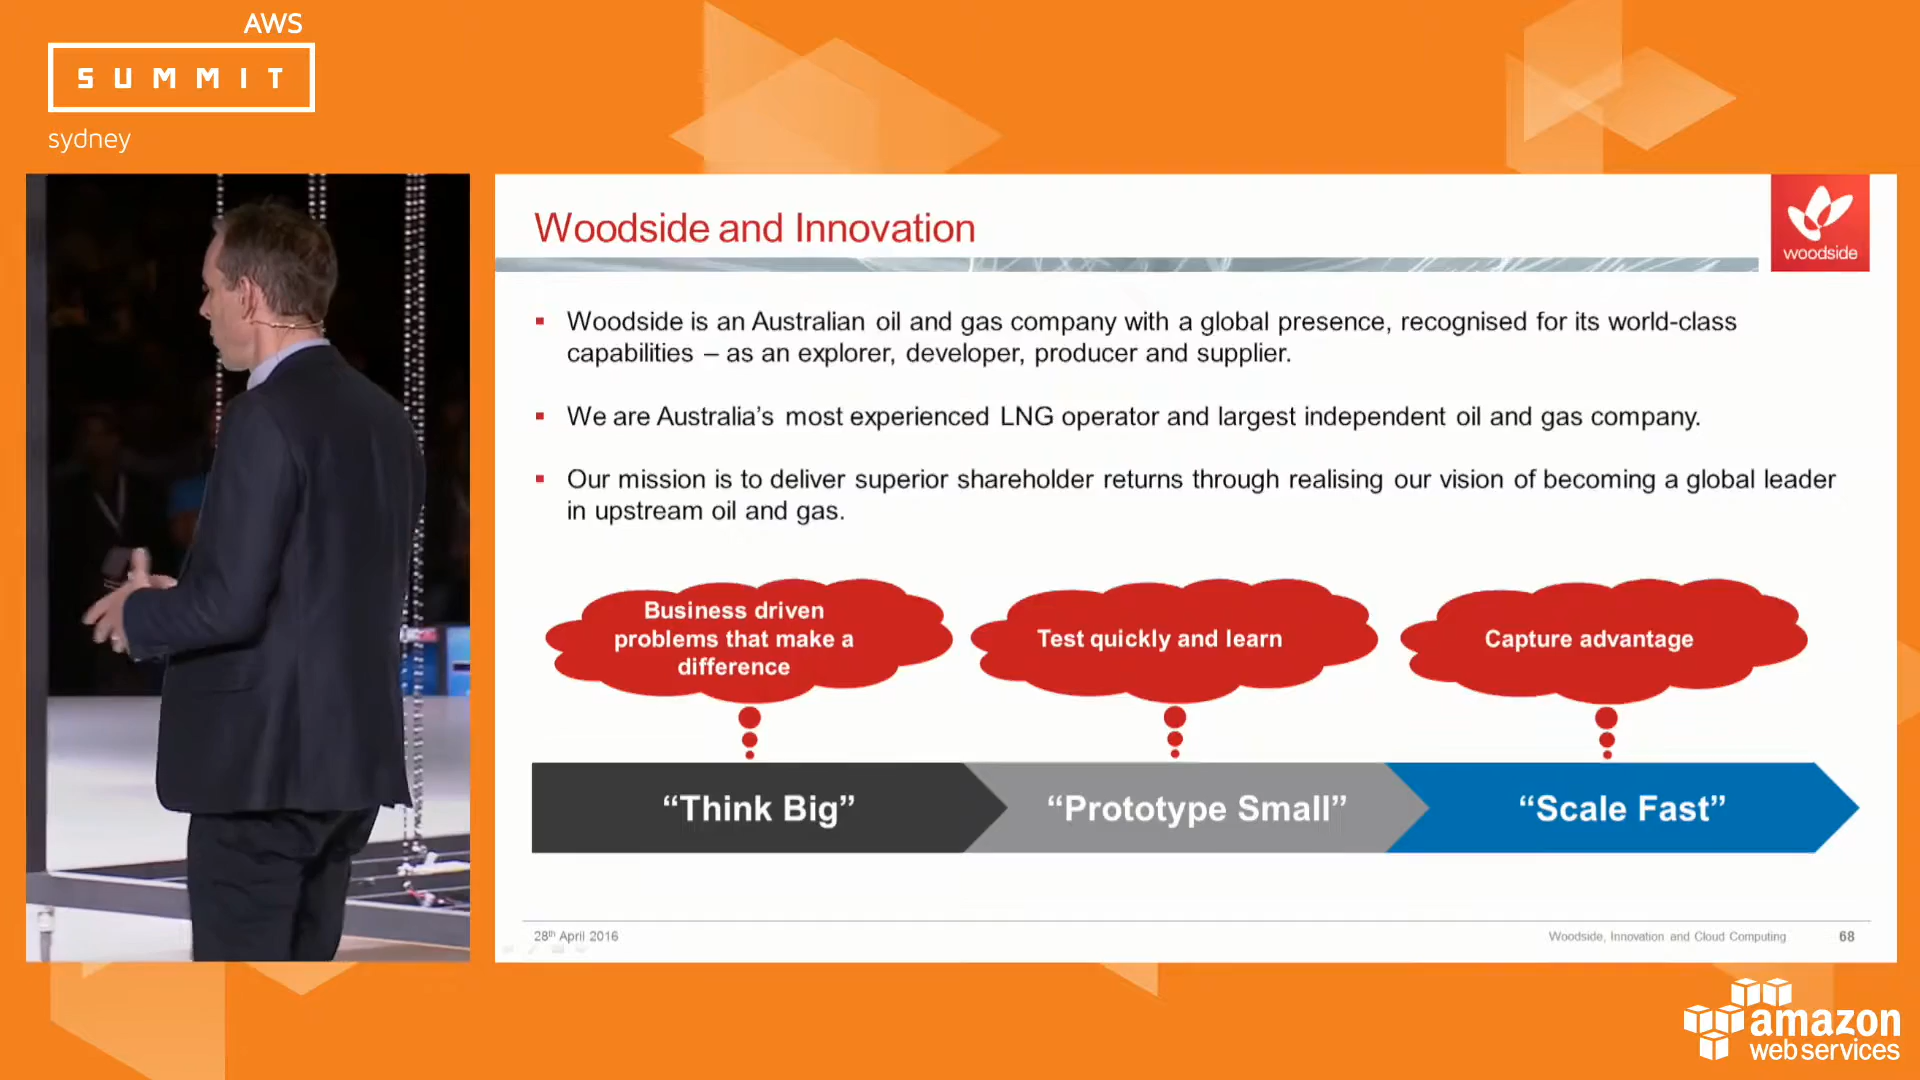 AWS
SUMMIT
sydney
Woodside and Innovation
woodside
▪ Woodside is an Australian oil and gas company with a global presence, recognised for its world-class
capabilities – as an explorer, developer, producer and supplier.
▪ We are Australia’s most experienced LNG operator and largest independent oil and gas company.
▪ Our mission is to deliver superior shareholder returns through realising our vision of becoming a global leader
in upstream oil and gas.
Business driven
problems that make a
difference
Test quickly and learn
Capture advantage
“Think Big”
“Prototype Small”
“Scale Fast”
28th April 2016
Woodside, Innovation and Cloud Computing
68
amazon
web services